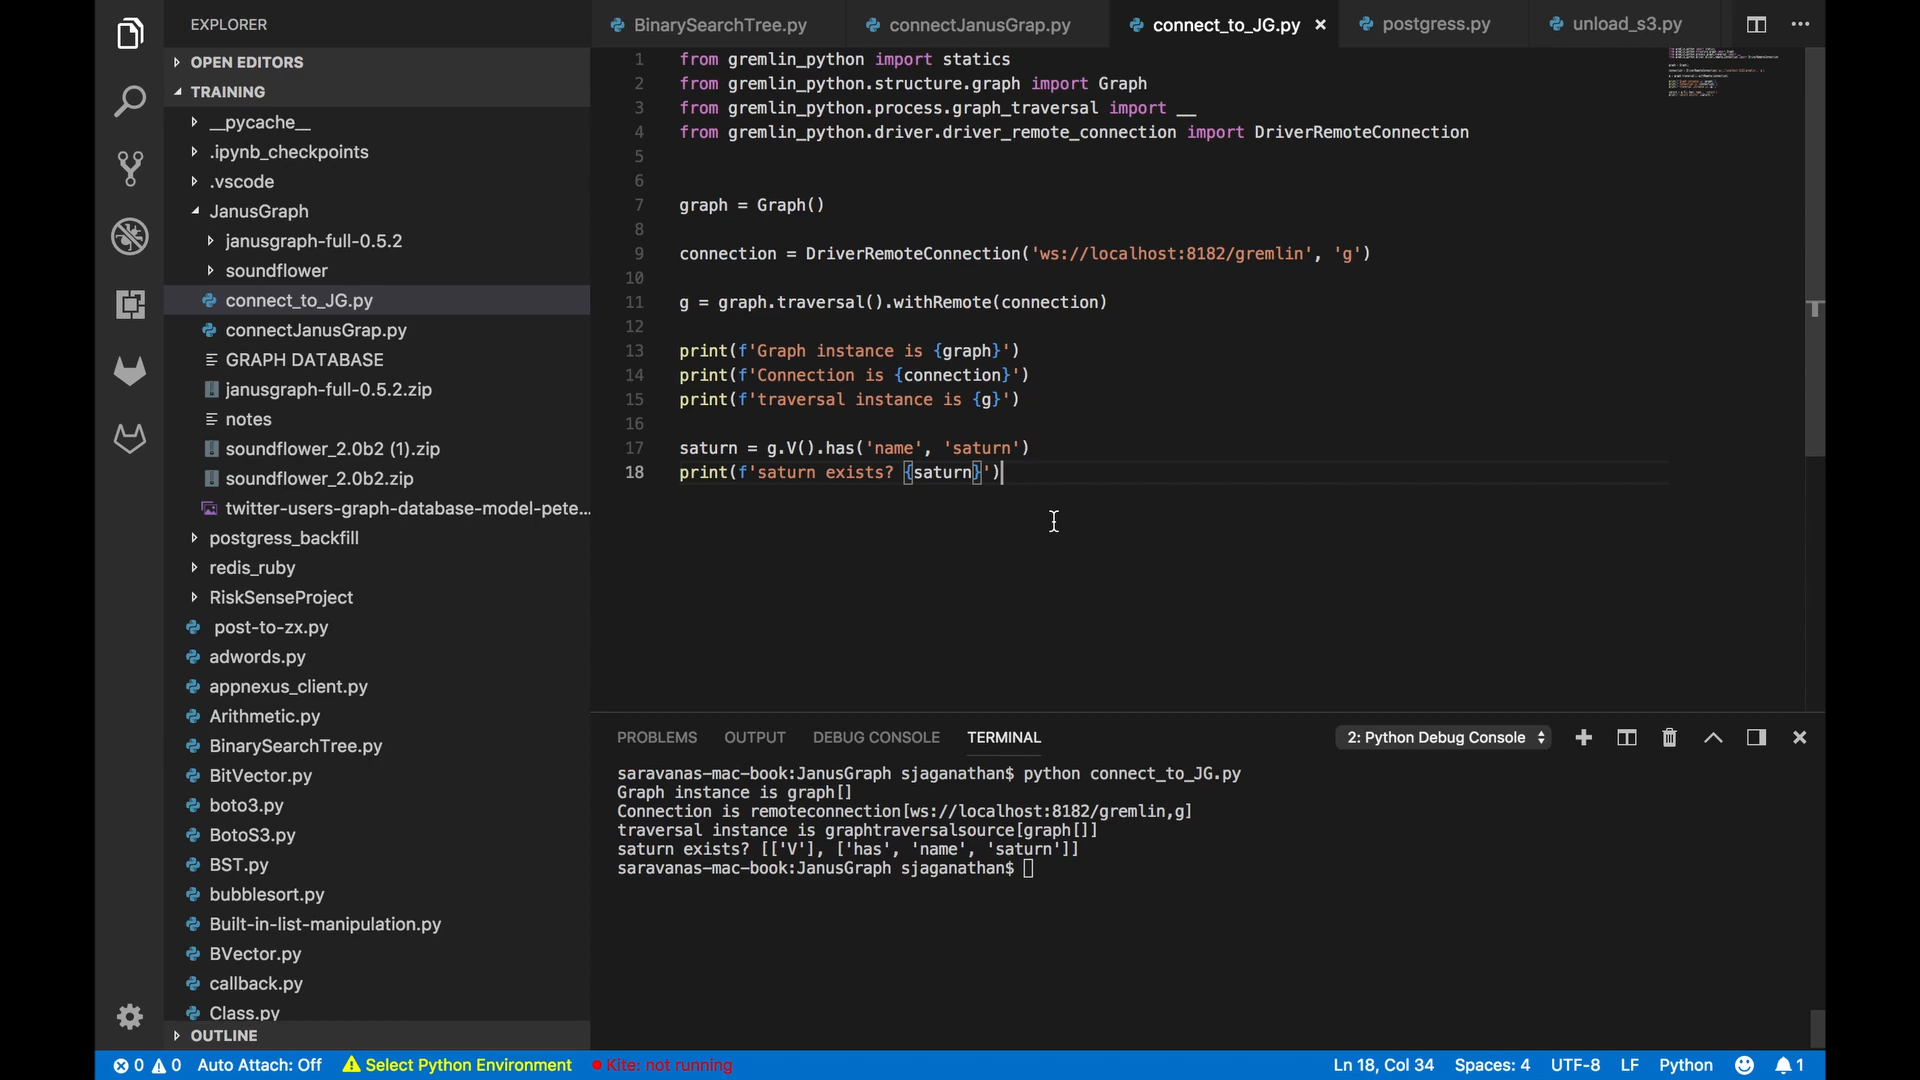 EXPLORER
OPEN EDITORS
TRAINING
__pycache__
.ipynb_checkpoints
.vscode
JanusGraph
janusgraph-full-0.5.2
soundflower
connect_to_JG.py
connectJanusGrap.py
GRAPH DATABASE
janusgraph-full-0.5.2.zip
notes
soundflower_2.0b2 (1).zip
soundflower_2.0b2.zip
twitter-users-graph-database-model-pete...
postgress_backfill
redis_ruby
RiskSenseProject
post-to-zx.py
adwords.py
appnexus_client.py
Arithmetic.py
BinarySearchTree.py
BitVector.py
boto3.py
BotoS3.py
BST.py
bubblesort.py
Built-in-list-manipulation.py
BVector.py
callback.py
Class.py
OUTLINE
BinarySearchTree.py connectJanusGrap.py connect_to_JG.py × postgress.py unload_s3.py
1 from gremlin_python import statics
2 from gremlin_python.structure.graph import Graph
3 from gremlin_python.process.graph_traversal import __
4 from gremlin_python.driver.driver_remote_connection import DriverRemoteConnection
5
6
7 graph = Graph()
8
9 connection = DriverRemoteConnection('ws://localhost:8182/gremlin', 'g')
10
11 g = graph.traversal().withRemote(connection)
12
13 print(f'Graph instance is {graph}')
14 print(f'Connection is {connection}')
15 print(f'traversal instance is {g}')
16
17 saturn = g.V().has('name', 'saturn')
18 print(f'saturn exists? {saturn}')
PROBLEMS OUTPUT DEBUG CONSOLE TERMINAL 2: Python Debug Console
saravanas-mac-book:JanusGraph sjaganathan$ python connect_to_JG.py
Graph instance is graph[]
Connection is remoteconnection[ws://localhost:8182/gremlin,g]
traversal instance is graphtraversalsource[graph[]]
saturn exists? [['V'], ['has', 'name', 'saturn']]
saravanas-mac-book:JanusGraph sjaganathan$
0 0 Auto Attach: Off Select Python Environment Kite: not running Ln 18, Col 34 Spaces: 4 UTF-8 LF Python 1